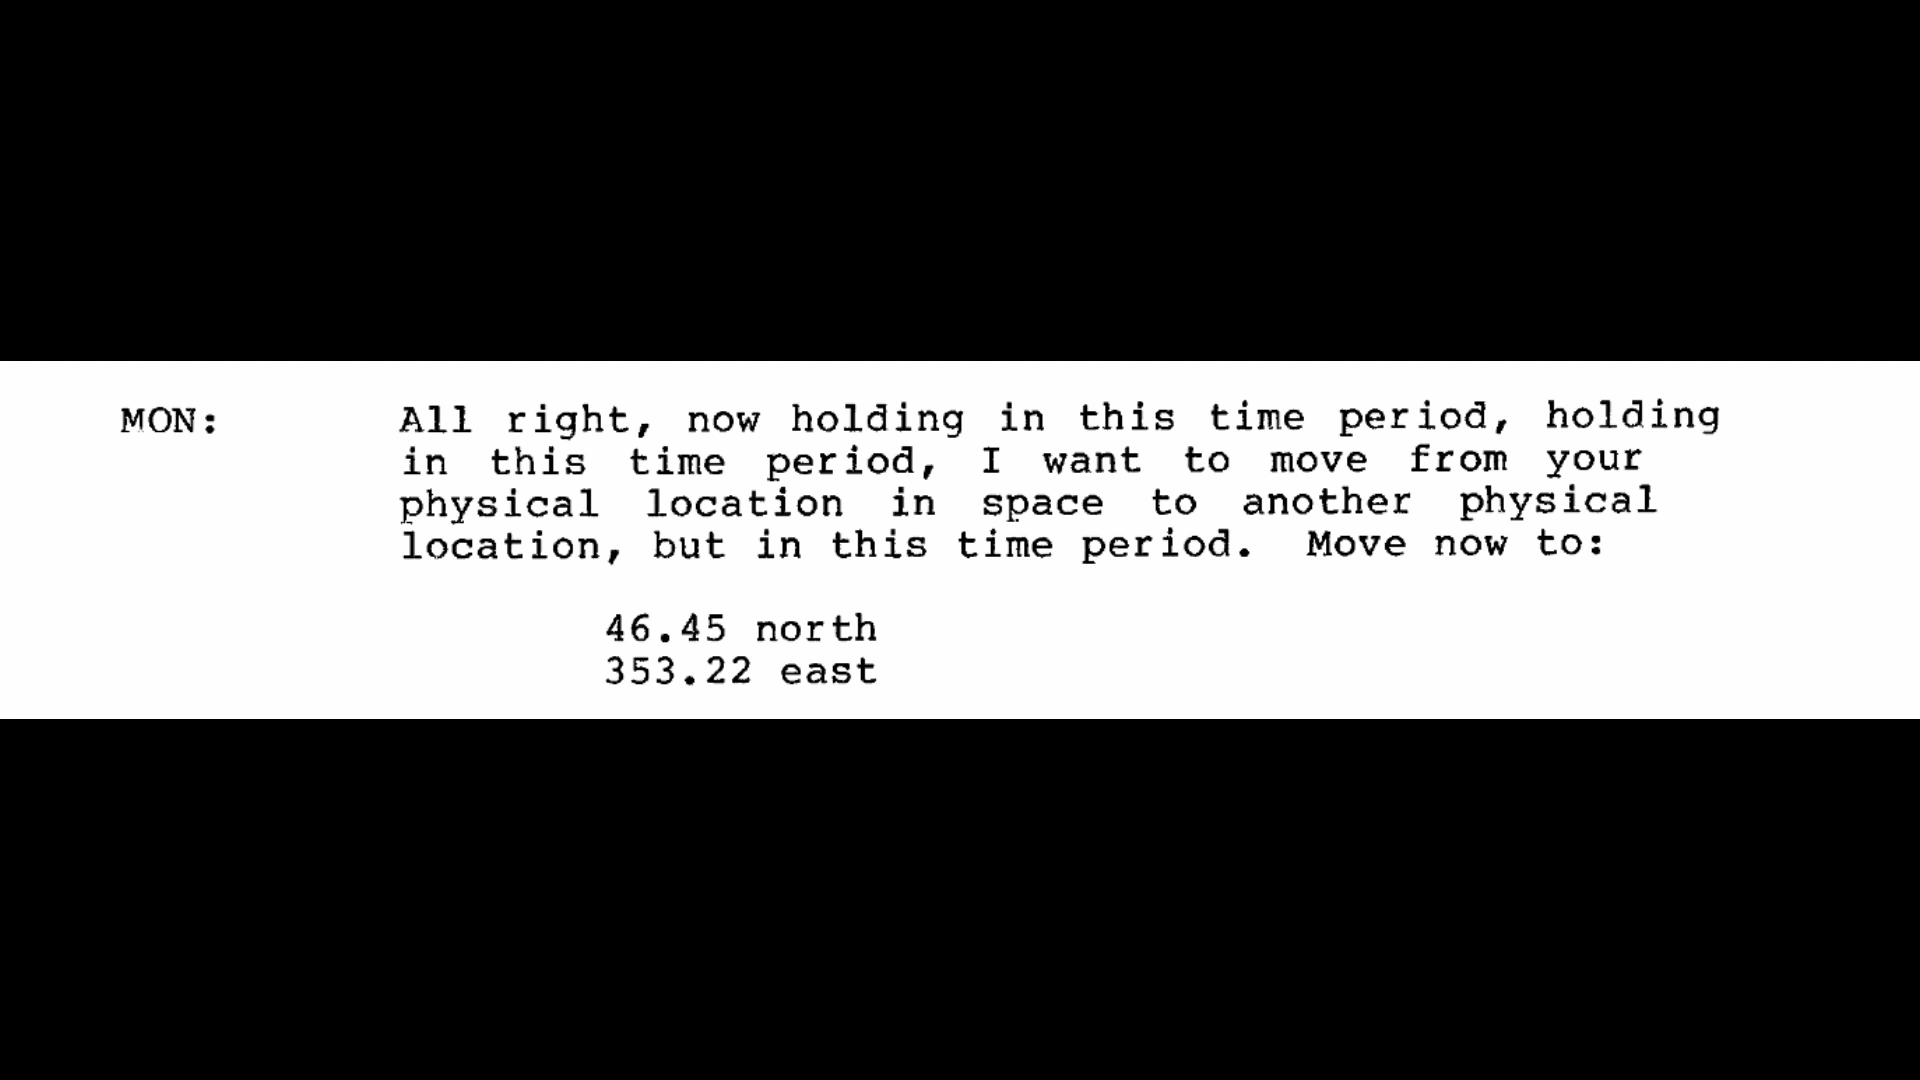 MON: All right, now holding in this time period, holding
in this time period, I want to move from your
physical location in space to another physical
location, but in this time period. Move now to:
46.45 north
353.22 east